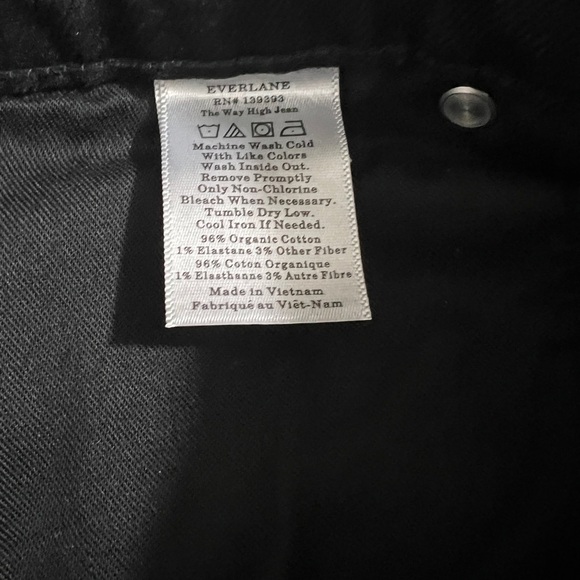 EVERLANE
RN# 139393
The Way High Jean
Machine Wash Cold
With Like Colors
Wash Inside Out.
Remove Promptly
Only Non-Chlorine
Bleach When Necessary.
Tumble Dry Low.
Cool Iron If Needed.
96% Organic Cotton
1% Elastane 3% Other Fiber
96% Coton Organique
1% Elasthanne 3% Autre Fibre
Made in Vietnam
Fabriqué au Viêt-Nam